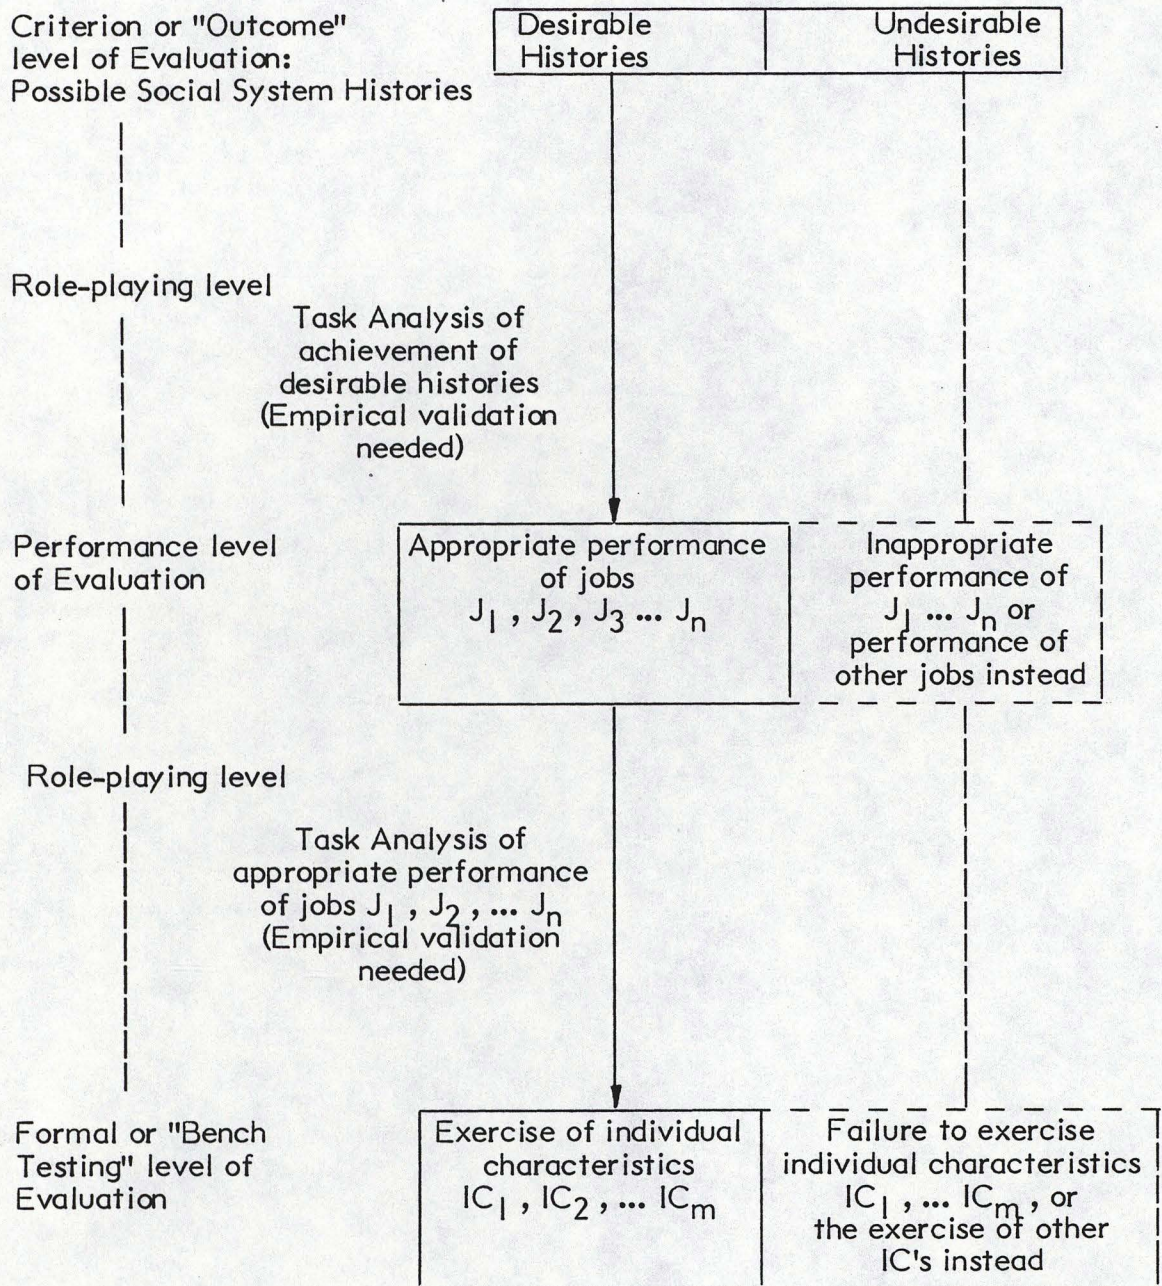 Criterion or "Outcome"
level of Evaluation:
Possible Social System Histories
Desirable
Histories
Undesirable
Histories
Role-playing level
Task Analysis of
achievement of
desirable histories
(Empirical validation
needed)
Performance level
of Evaluation
Appropriate performance
of jobs
J₁ , J₂ , J₃ ... Jₙ
Inappropriate
performance of
J₁ ... Jₙ or
performance of
other jobs instead
Role-playing level
Task Analysis of
appropriate performance
of jobs J₁ , J₂ , ... Jₙ
(Empirical validation
needed)
Formal or "Bench
Testing" level of
Evaluation
Exercise of individual
characteristics
IC₁ , IC₂ , ... ICₘ
Failure to exercise
individual characteristics
IC₁ , ... ICₘ , or
the exercise of other
IC's instead